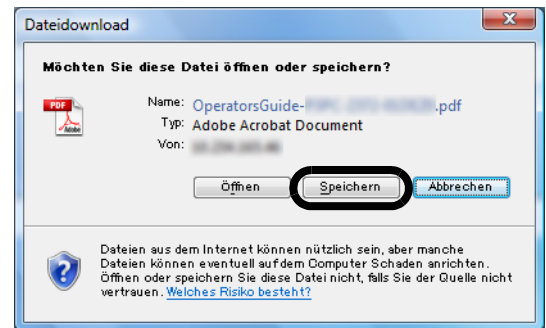 Dateidownload
Möchten Sie diese Datei öffnen oder speichern?
PDF
Adobe
Name: OperatorsGuide- .pdf
Typ: Adobe Acrobat Document
Von:
Öffnen Speichern Abbrechen
Dateien aus dem Internet können nützlich sein, aber manche
Dateien können eventuell auf dem Computer Schaden anrichten.
Öffnen oder speichern Sie diese Datei nicht, falls Sie der Quelle nicht
vertrauen. Welches Risiko besteht?